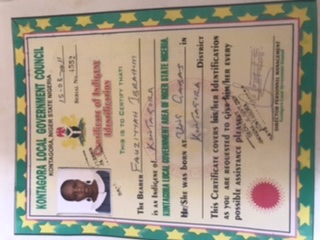 KONTAGORA LOCAL GOVERNMENT COUNCIL
KONTAGORA, NIGER STATE NIGERIA
Certificate of Indigene
Identification
THIS IS TO CERTIFY THAT:
The Bearer FAUZIYYAH IBRAHIM
is an Indigene of KONTAGORA
KONTAGORA LOCAL GOVERNMENT AREA OF NIGER STATE NIGERIA.
He/She was born at
in
KONTAGORA District
This Certificate covers his/her Identification
AS YOU ARE REQUESTED TO GIVE HIM/HER EVERY
possible assistance please.
DIRECTOR PERSONNEL MANAGEMENT